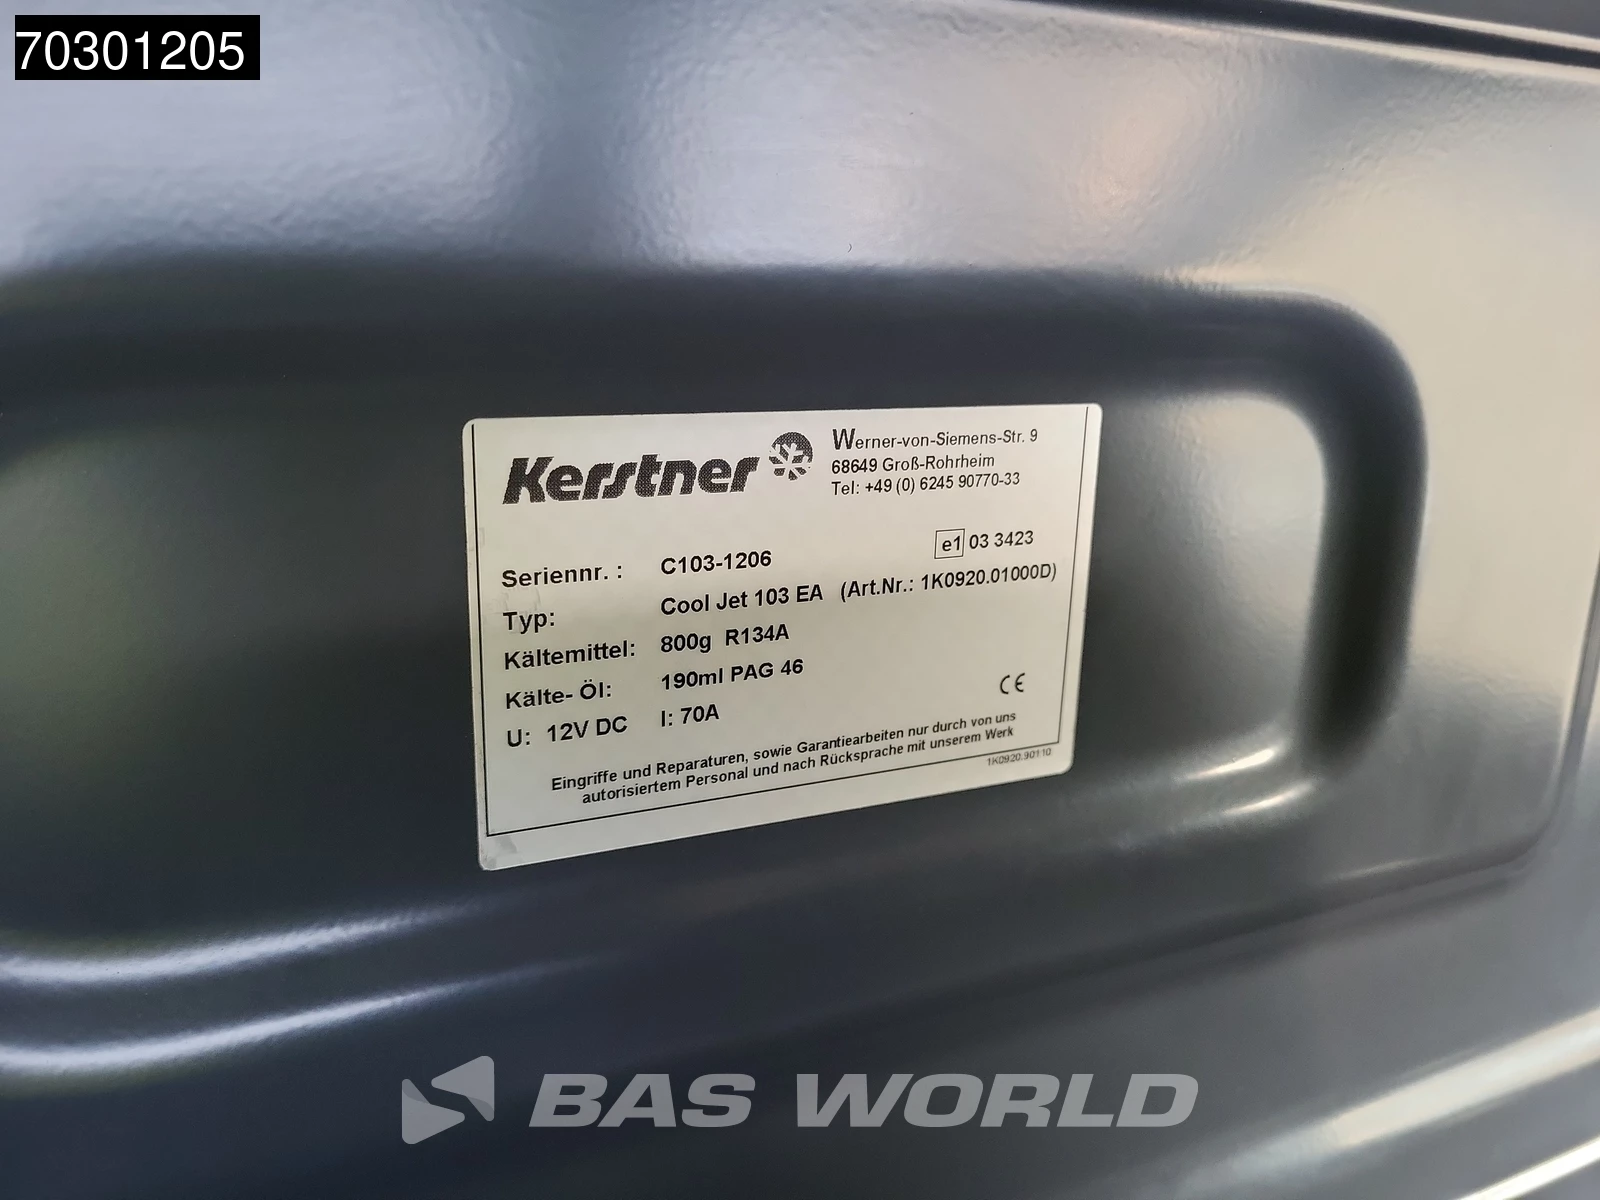 70301205
Kerstner
Werner-von-Siemens-Str. 9
68649 Groß-Rohrheim
Tel: +49 (0) 6245 90770-33
e1 03 3423
Seriennr. : C103-1206
Typ: Cool Jet 103 EA (Art.Nr.: 1K0920.01000D)
Kältemittel: 800g R134A
Kälte- Öl: 190ml PAG 46
U: 12V DC I: 70A
CE
Eingriffe und Reparaturen, sowie Garantiearbeiten nur durch von uns
autorisiertem Personal und nach Rücksprache mit unserem Werk
1K0920.90110
BAS WORLD